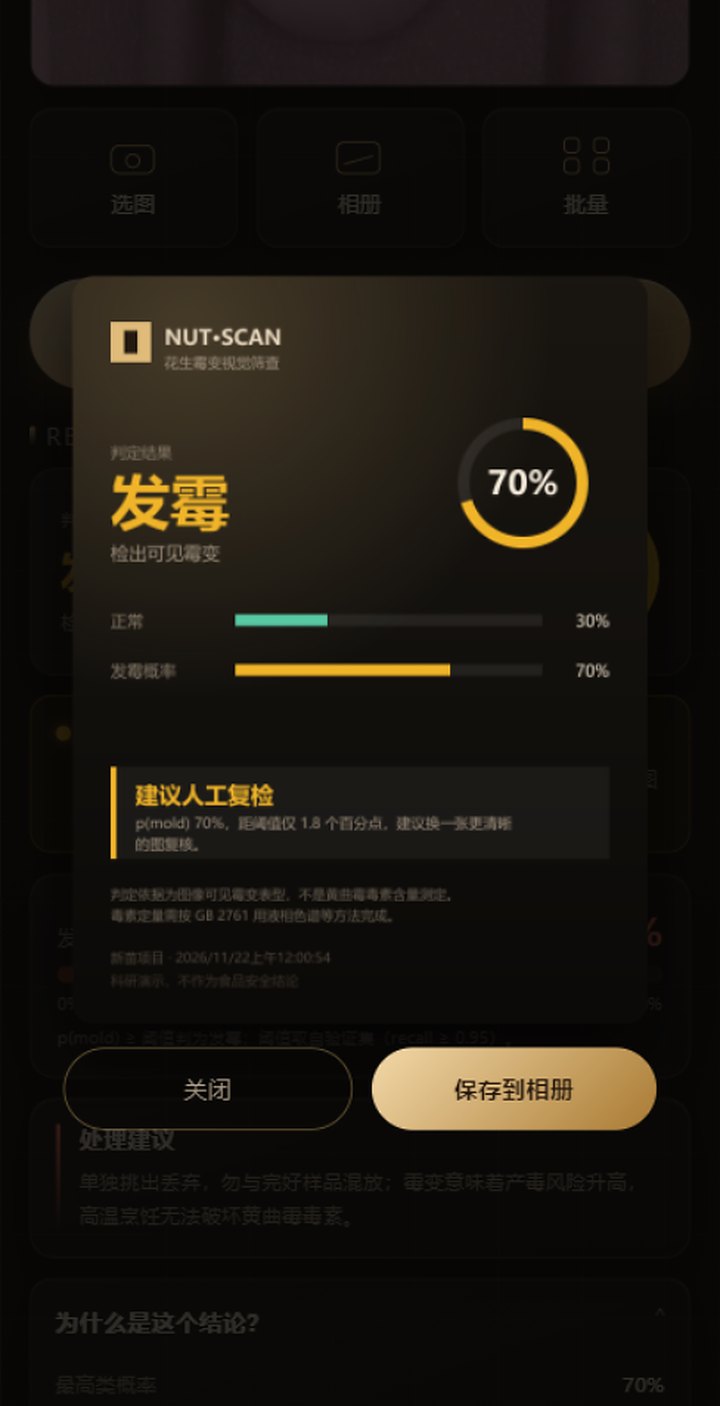 选图
相册
批量
NUT•SCAN
花生霉变视觉筛查
RE
判定结果
发霉
70%
检出可见霉变
正常
30%
发霉概率
70%
建议人工复检
p(mold) 70%，距阈值仅 1.8 个百分点，建议换一张更清晰
的图复核。
判定依据为图像可见霉变表型，不是黄曲霉毒素含量测定。
毒素定量需按 GB 2761 用液相色谱等方法完成。
新苗项目 · 2026/11/22上午12:00:54
科研演示，不作为食品安全结论
p(mold) ≥ 阈值判为发霉，阈值取自验证集（recall ≥ 0.95）。
关闭
保存到相册
处理建议
单独挑出丢弃，勿与完好样品混放；霉变意味着产毒风险升高，
高温烹饪无法破坏黄曲霉毒素。
为什么是这个结论？
最高类概率
70%